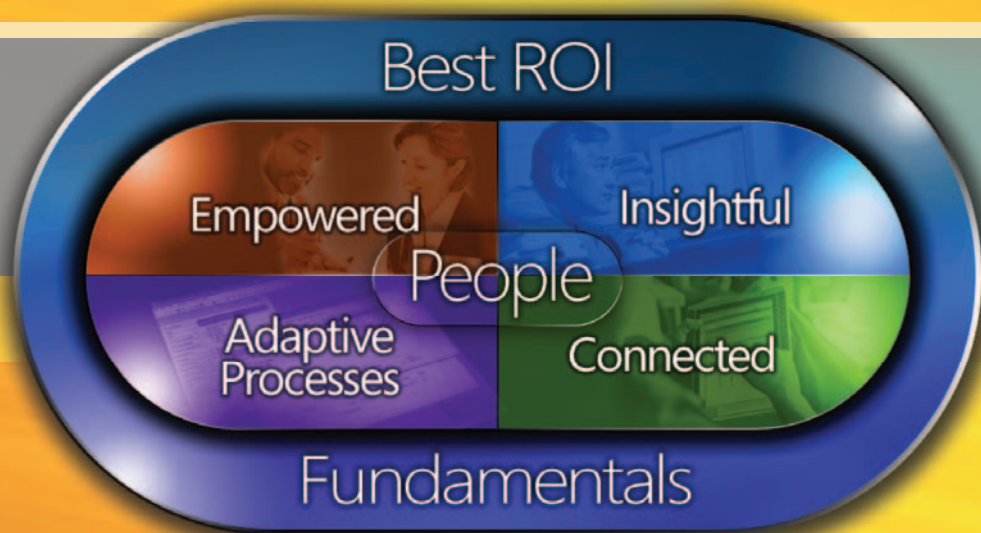 Best ROI
Empowered
Insightful
People
Adaptive
Processes
Connected
Fundamentals